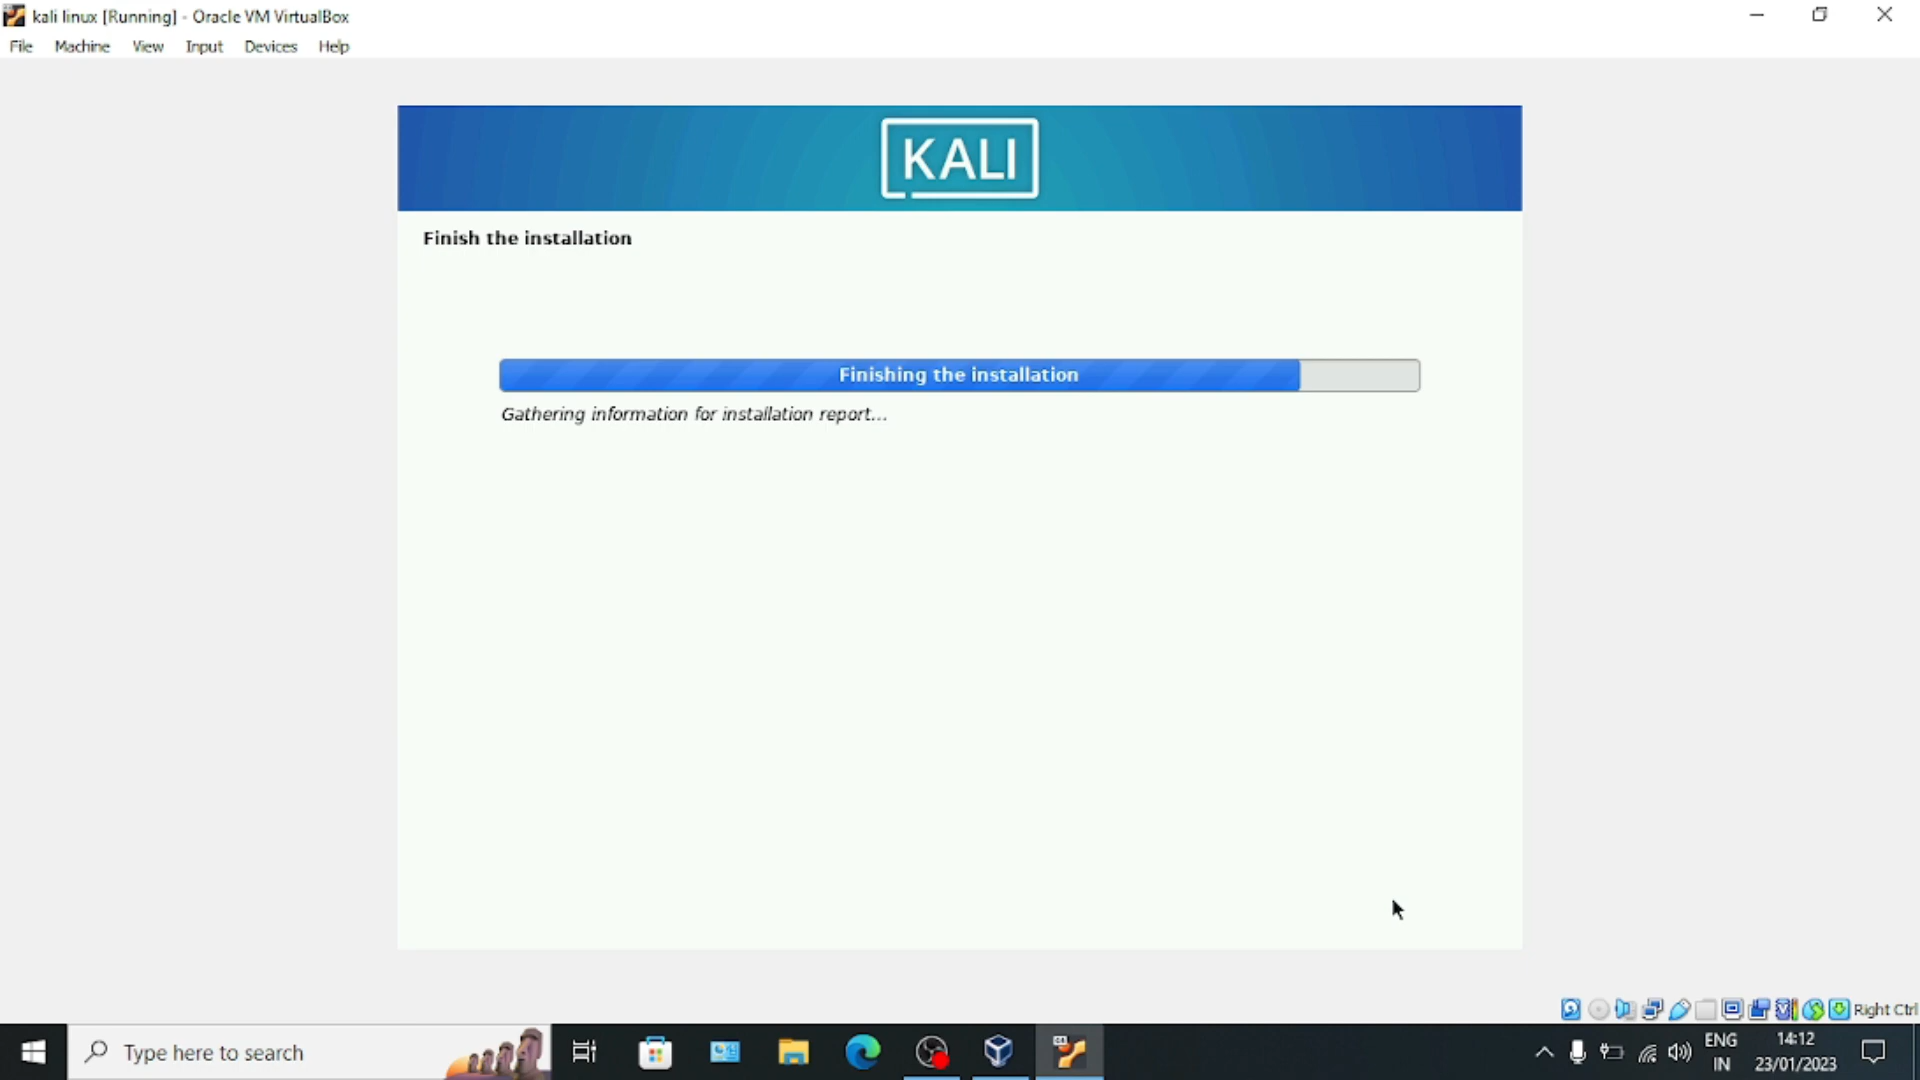 kali linux [Running] - Oracle VM VirtualBox
File Machine View Input Devices Help
KALI
Finish the installation
Finishing the installation
Gathering information for installation report...
Right Ctrl
Type here to search
ENG
IN
14:12
23/01/2023